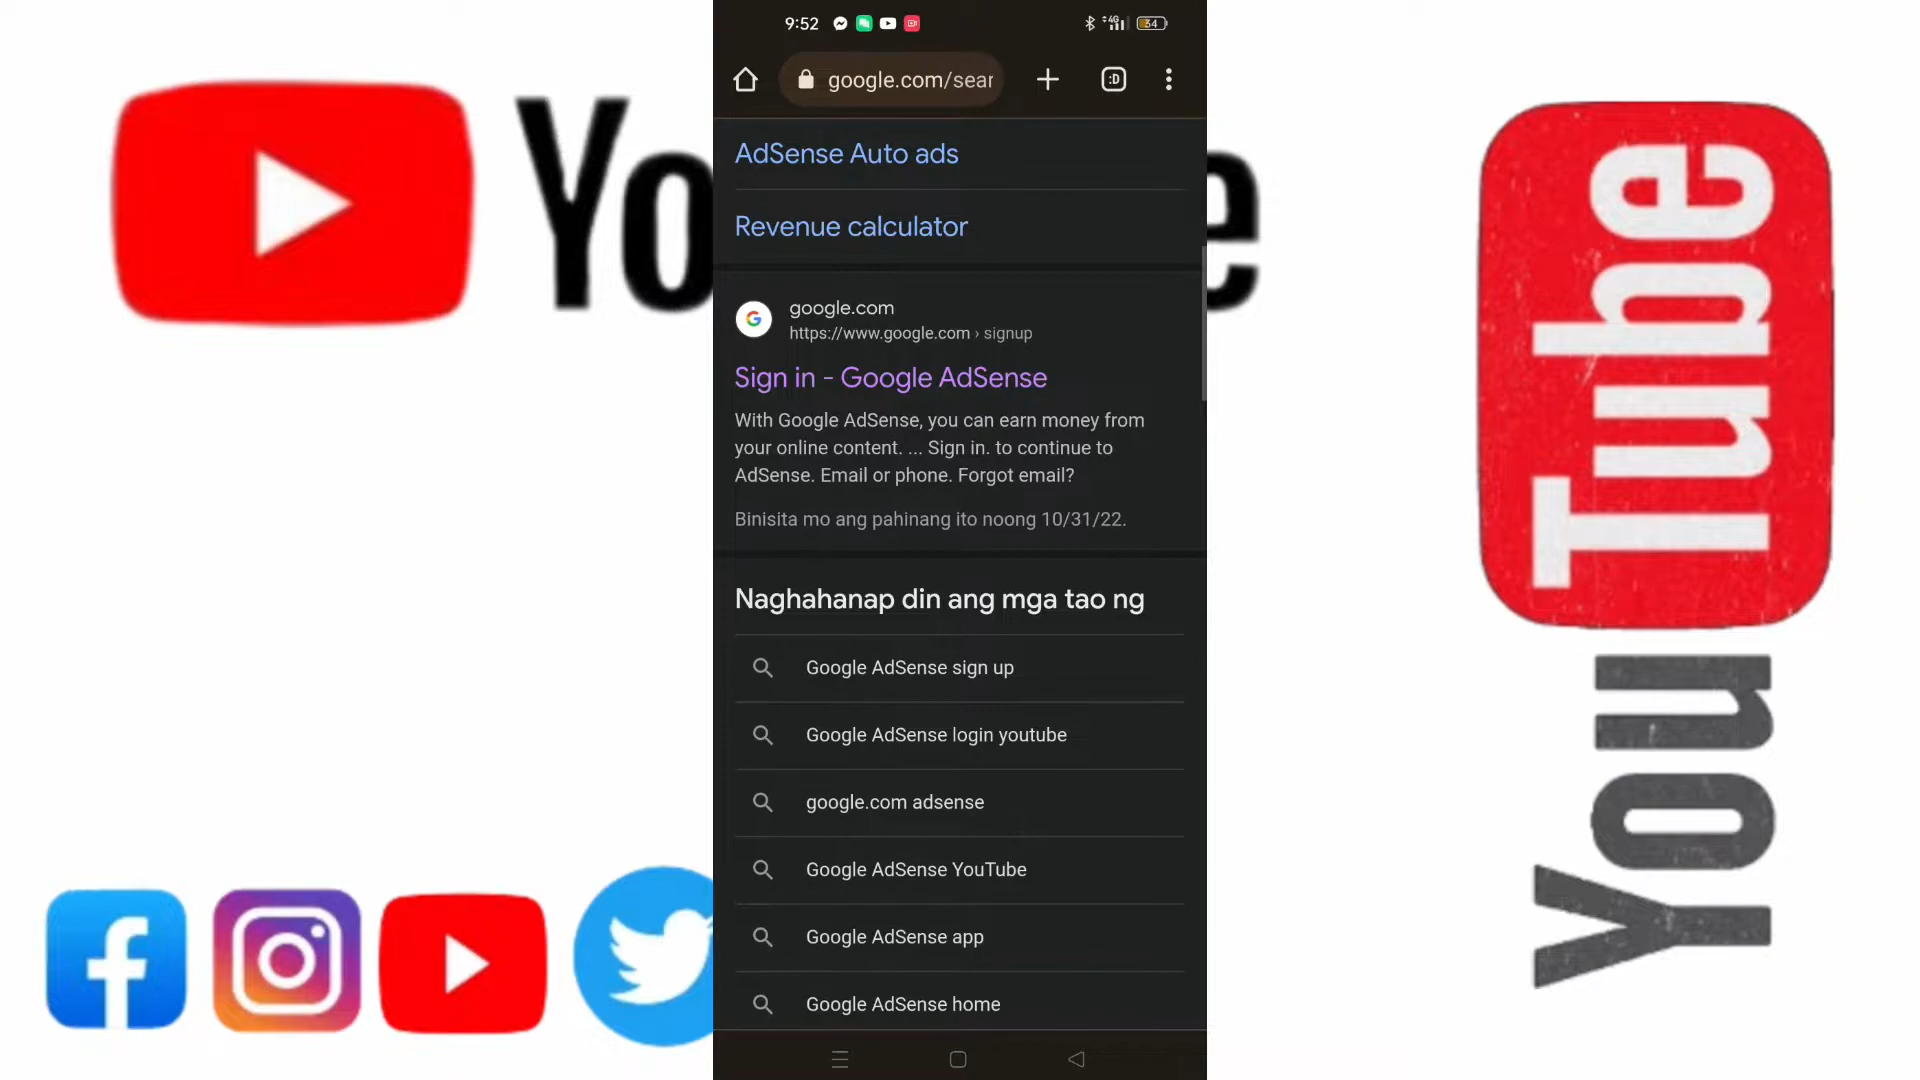 9:52
4G
34
google.com/sear
:D
AdSense Auto ads
Revenue calculator
google.com
https://www.google.com › signup
Sign in - Google AdSense
With Google AdSense, you can earn money from
your online content. ... Sign in. to continue to
AdSense. Email or phone. Forgot email?
Binisita mo ang pahinang ito noong 10/31/22.
Naghahanap din ang mga tao ng
Google AdSense sign up
Google AdSense login youtube
google.com adsense
Google AdSense YouTube
Google AdSense app
Google AdSense home
Yo
e
YouTube